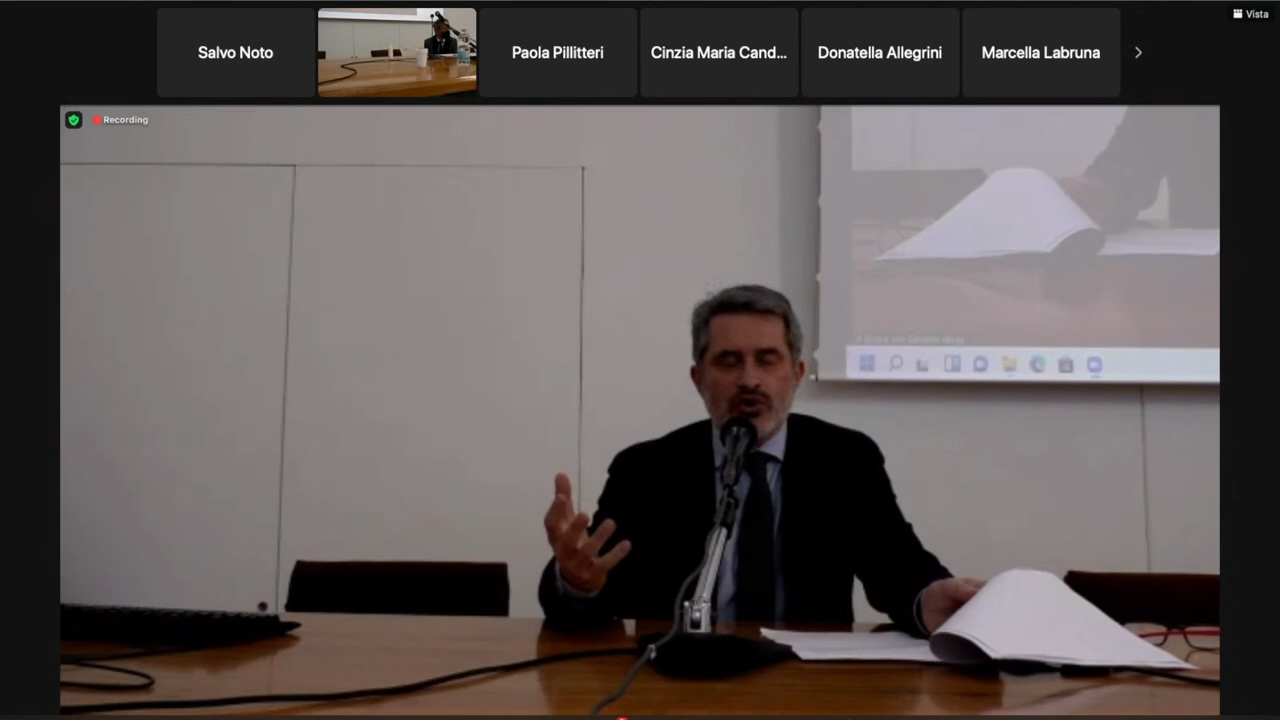 Vista
Salvo Noto
Paola Pillitteri
Cinzia Maria Cand...
Donatella Allegrini
Marcella Labruna
Recording